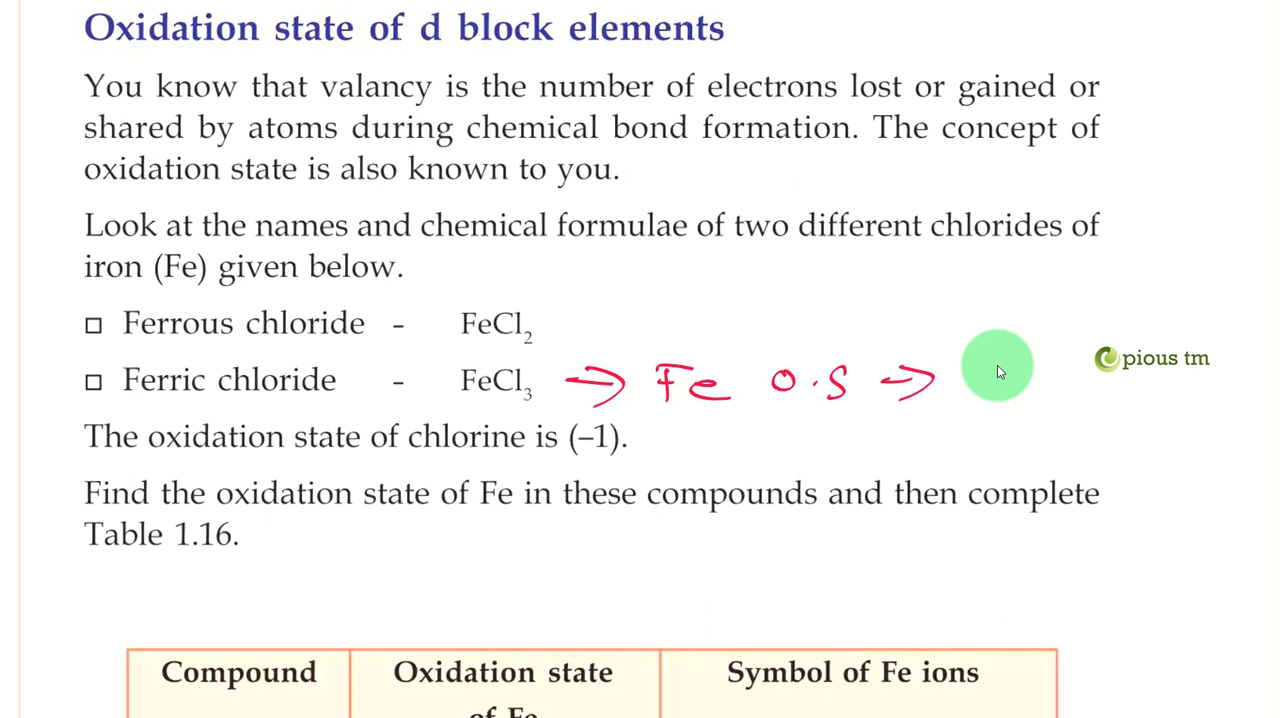 Oxidation state of d block elements
You know that valancy is the number of electrons lost or gained or
shared by atoms during chemical bond formation. The concept of
oxidation state is also known to you.
Look at the names and chemical formulae of two different chlorides of
iron (Fe) given below.
□ Ferrous chloride - FeCl₂
□ Ferric chloride - FeCl₃ → Fe O.S →
Copious tm
The oxidation state of chlorine is (–1).
Find the oxidation state of Fe in these compounds and then complete
Table 1.16.
Compound Oxidation state Symbol of Fe ions
of Fe